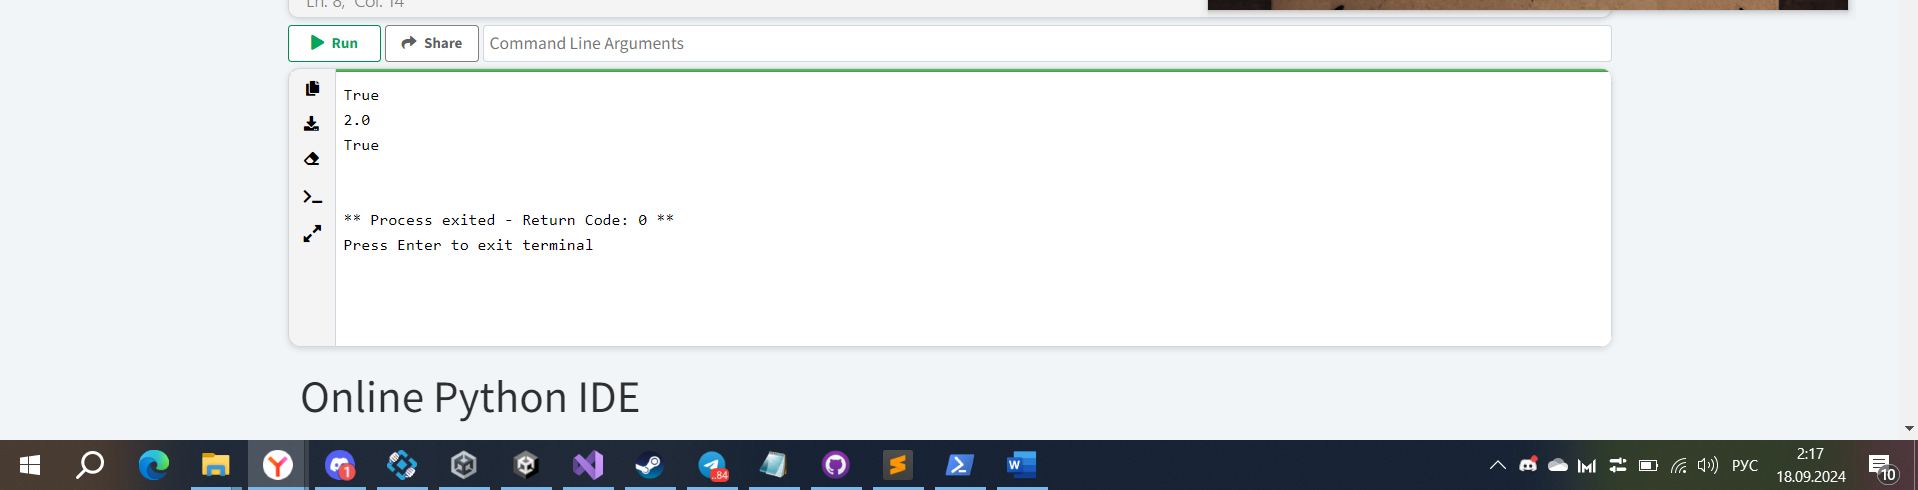 Ln: 8, Col: 14
Run
Share
Command Line Arguments
True
2.0
True
** Process exited - Return Code: 0 **
Press Enter to exit terminal
Online Python IDE
1
..84
РУС
2:17
18.09.2024
10